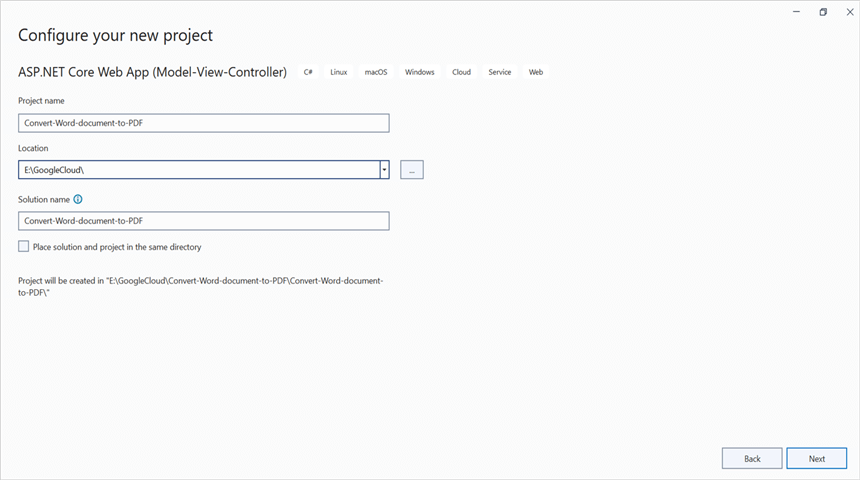 Configure your new project
ASP.NET Core Web App (Model-View-Controller) C# Linux macOS Windows Cloud Service Web
Project name
Convert-Word-document-to-PDF
Location
E:\GoogleCloud\
...
Solution name
Convert-Word-document-to-PDF
Place solution and project in the same directory
Project will be created in "E:\GoogleCloud\Convert-Word-document-to-PDF\Convert-Word-document-
to-PDF\"
Back Next